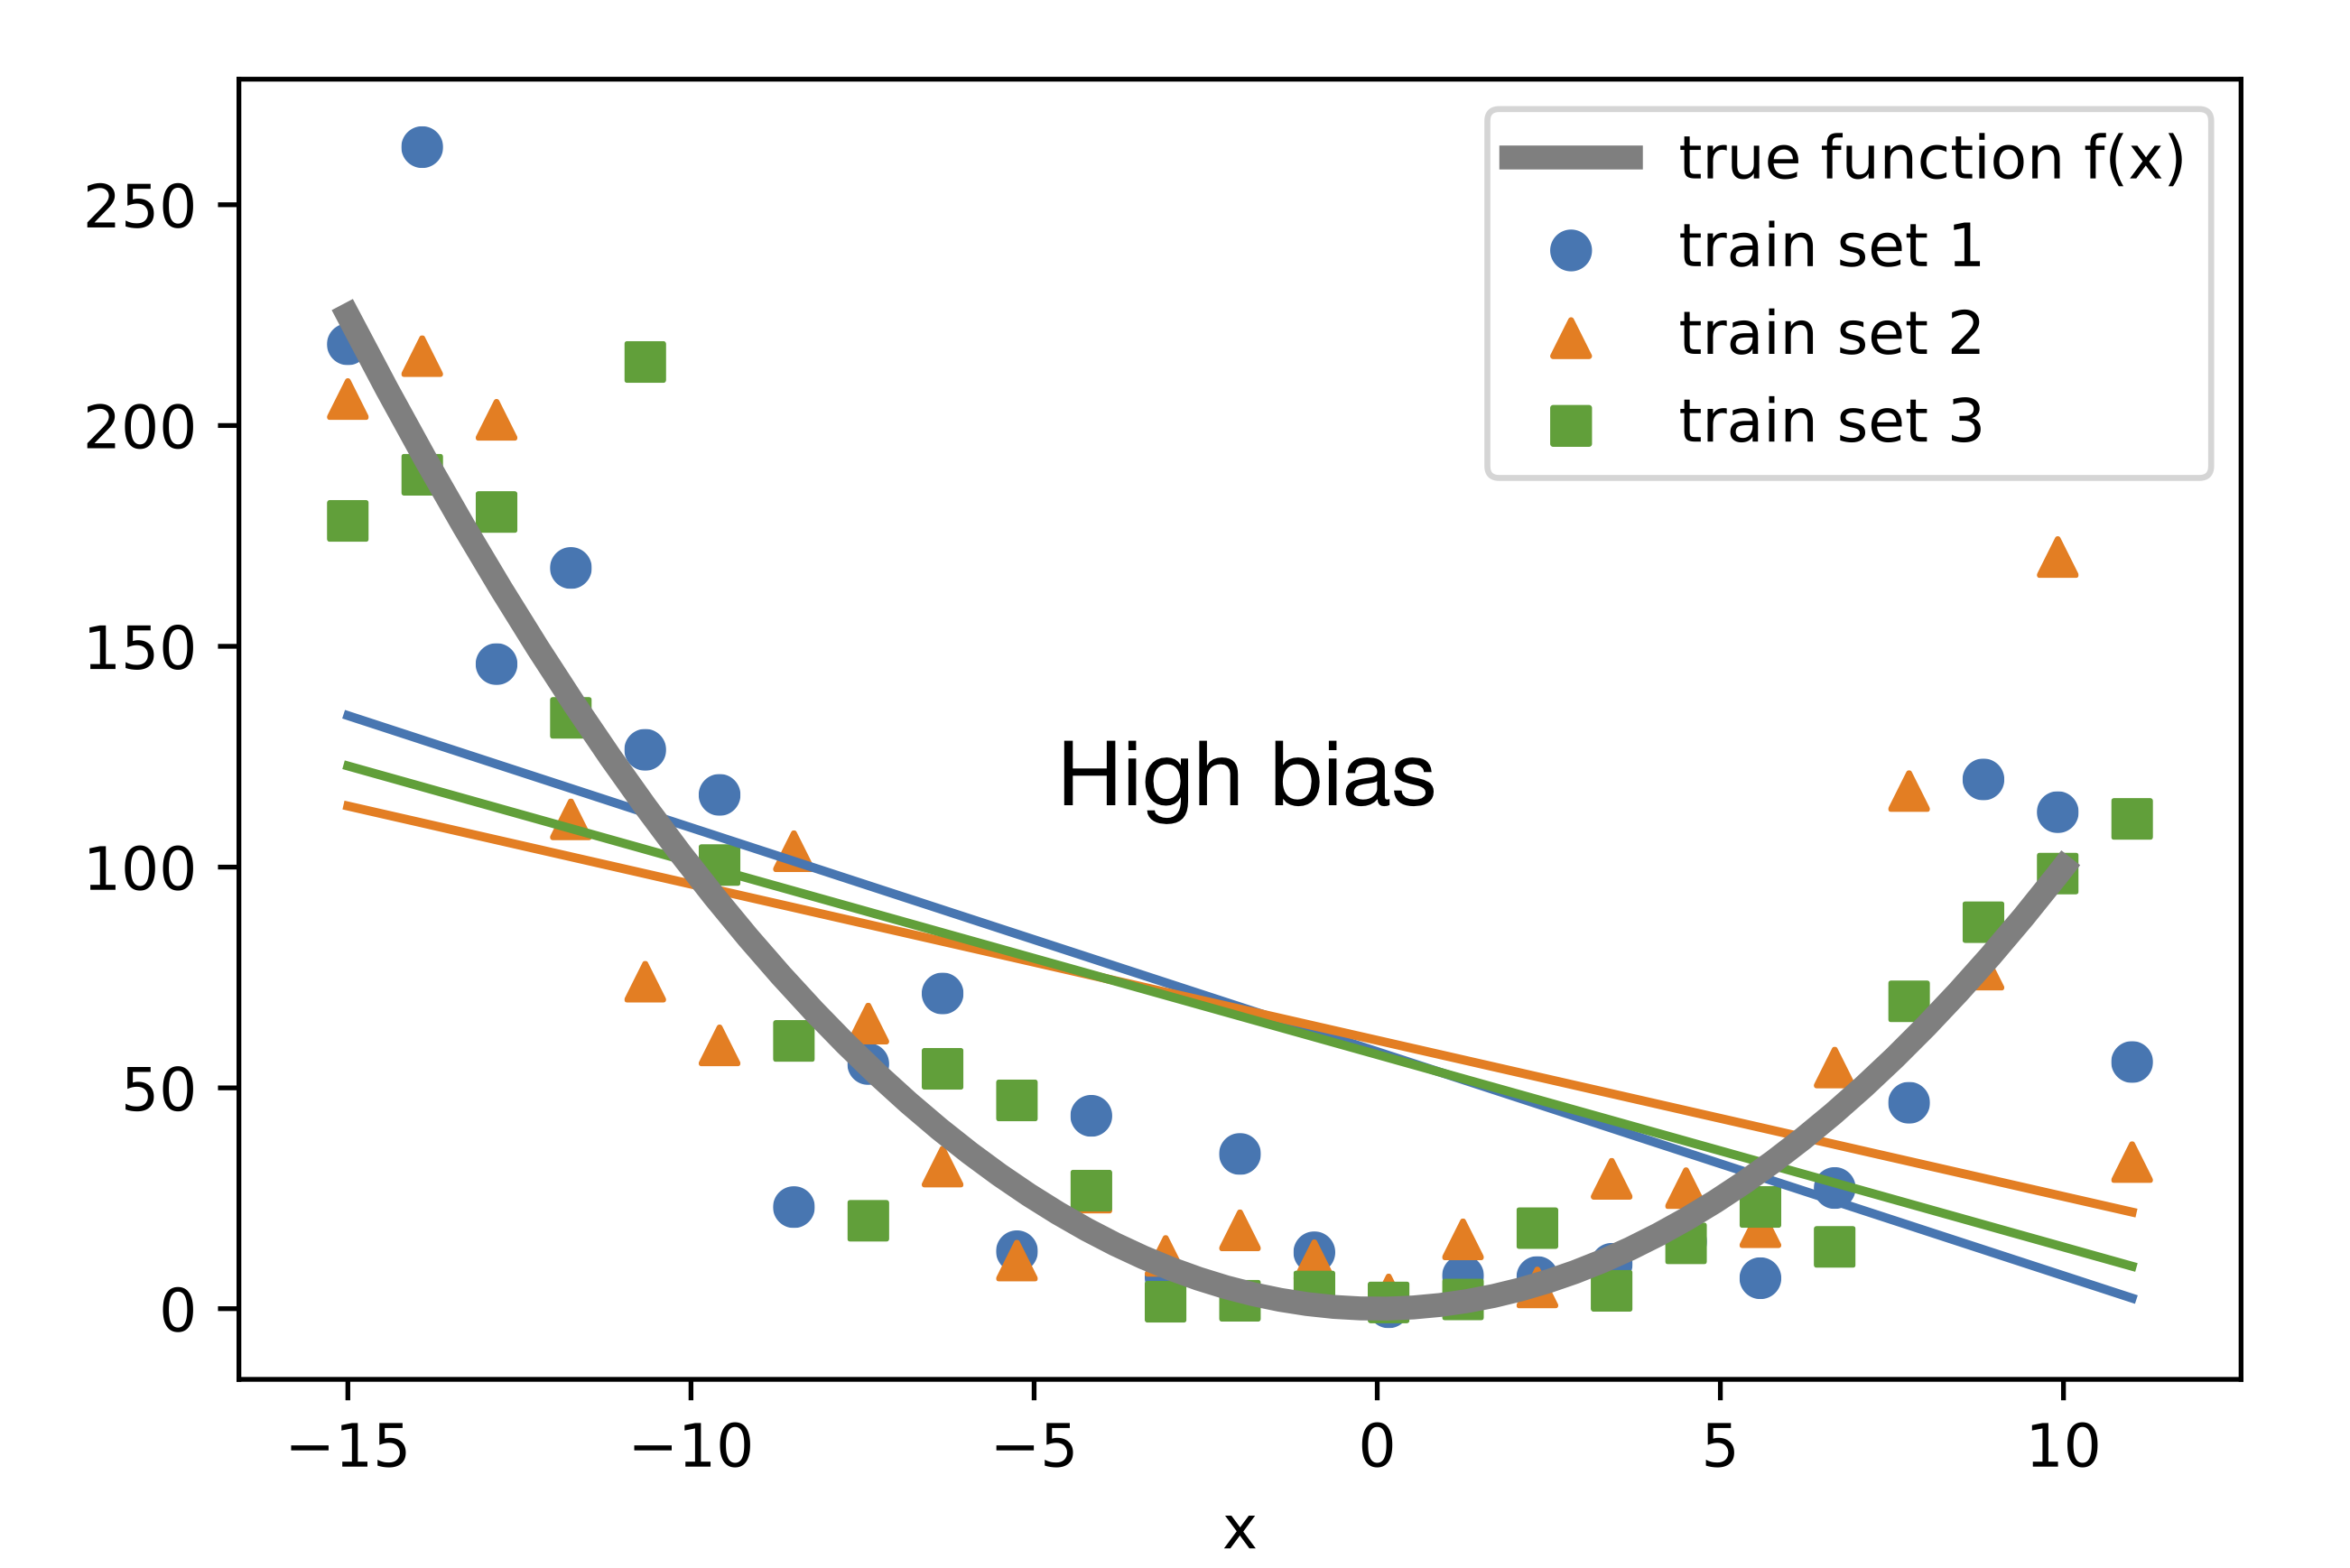 true function f(x)
train set 1
train set 2
train set 3
High bias
250
200
150
100
50
0
−15 −10 −5 0 5 10
x